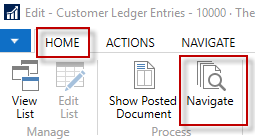 Edit - Customer Ledger Entries - 10000 · The
HOME ACTIONS NAVIGATE
View List Edit List Show Posted Document Navigate
Manage Process